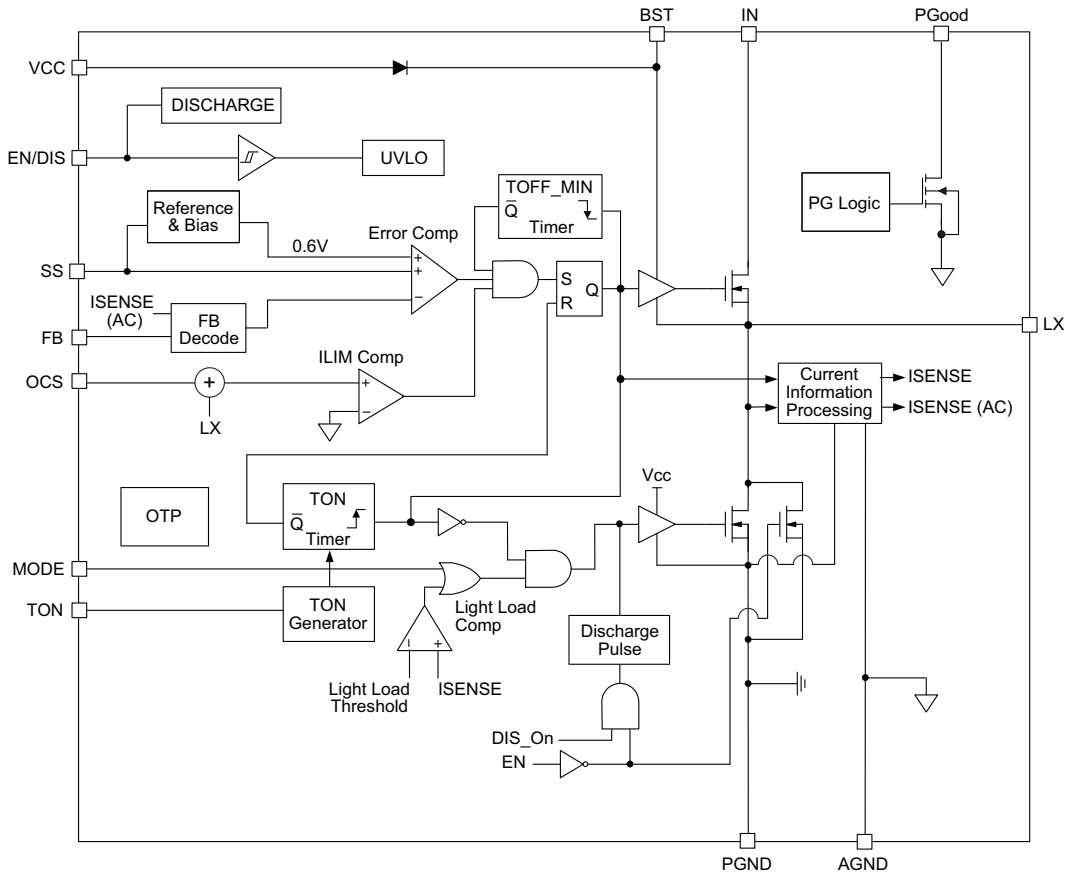 BST
IN
PGood
VCC
DISCHARGE
EN/DIS
UVLO
TOFF_MIN
Q̅
Timer
PG Logic
Reference
& Bias
Error Comp
0.6V
+
+
−
SS
S
R
Q
ISENSE
(AC)
FB
Decode
FB
LX
ILIM Comp
OCS
+
+
−
LX
Current
Information
Processing
ISENSE
ISENSE (AC)
Vcc
OTP
TON
Q̅
Timer
MODE
TON
TON
Generator
Light Load
Comp
−
+
Discharge
Pulse
Light Load
Threshold
ISENSE
DIS_On
EN
PGND
AGND